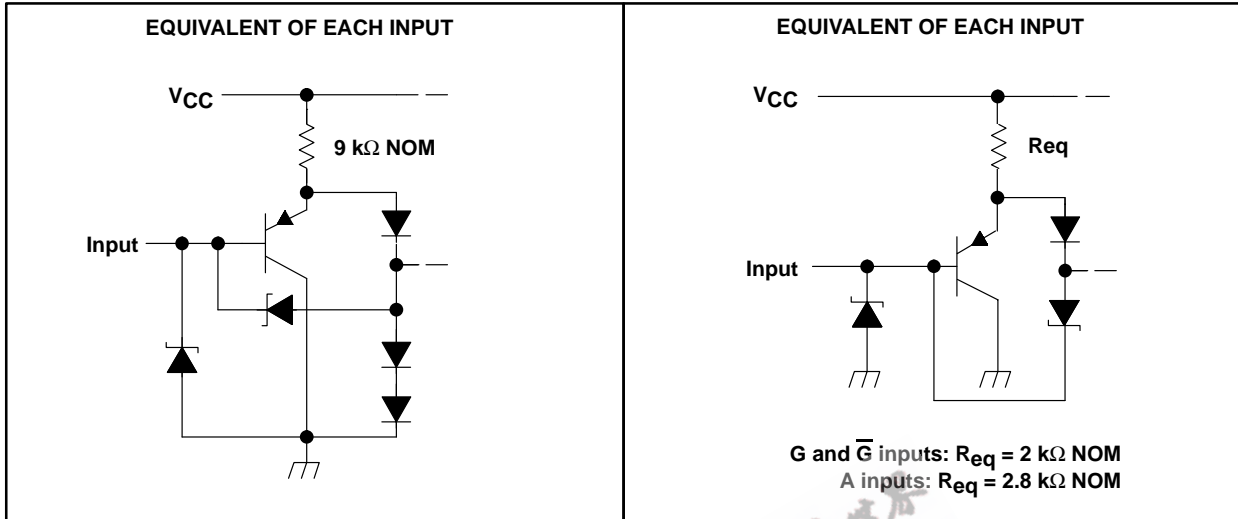 EQUIVALENT OF EACH INPUT
VCC
9 kΩ NOM
Input
EQUIVALENT OF EACH INPUT
VCC
Req
Input
G and G̅ inputs: Req = 2 kΩ NOM
A inputs: Req = 2.8 kΩ NOM